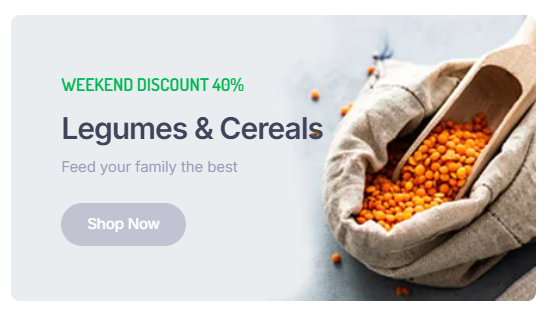 WEEKEND DISCOUNT 40%
Legumes & Cereals
Feed your family the best
Shop Now